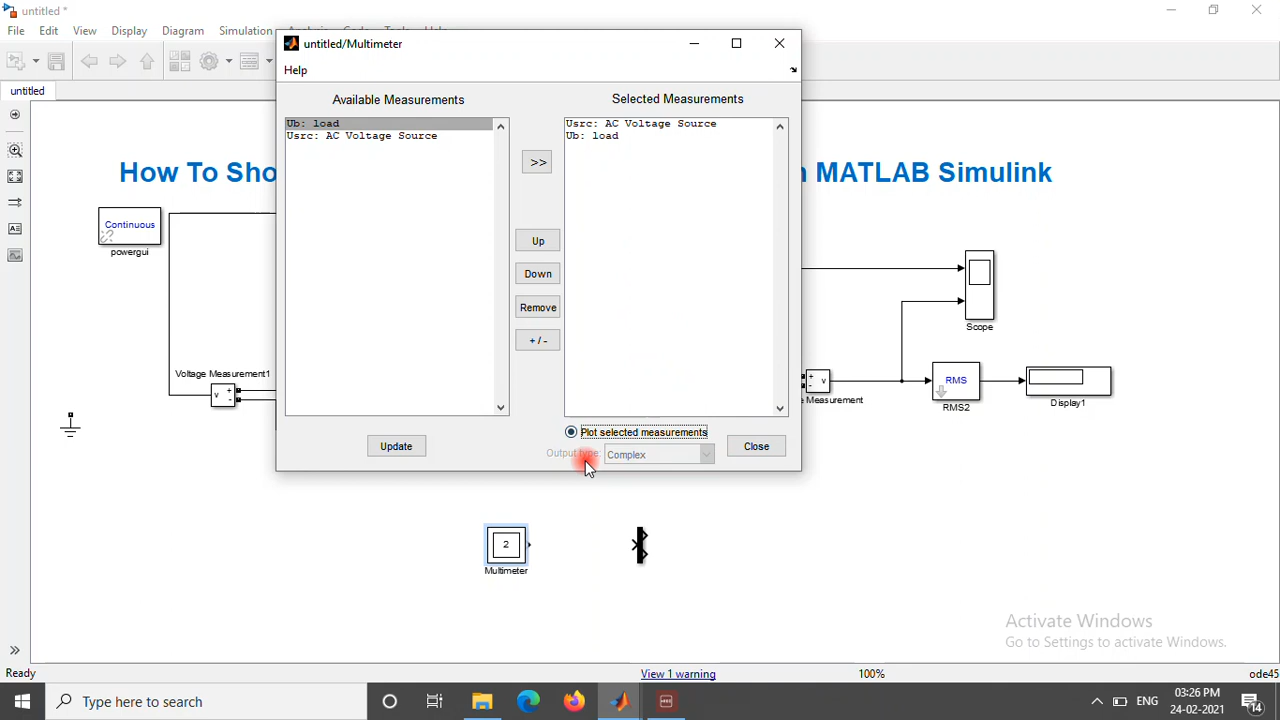 untitled *
File Edit View Display Diagram Simulation
untitled
untitled/Multimeter
Help
Available Measurements
Selected Measurements
Ub: load
Usrc: AC Voltage Source
Usrc: AC Voltage Source
Ub: load
>>
Up
Down
Remove
+ / -
Plot selected measurements
Output type:
Complex
Update
Close
How To Sho
n MATLAB Simulink
Continuous
powergui
Voltage Measurement1
v
+
-
Scope
+
-
v
e Measurement
RMS
RMS2
Display1
2
Multimeter
Activate Windows
Go to Settings to activate Windows.
Ready
View 1 warning
100%
ode45
Type here to search
ENG
03:26 PM
24-02-2021
14